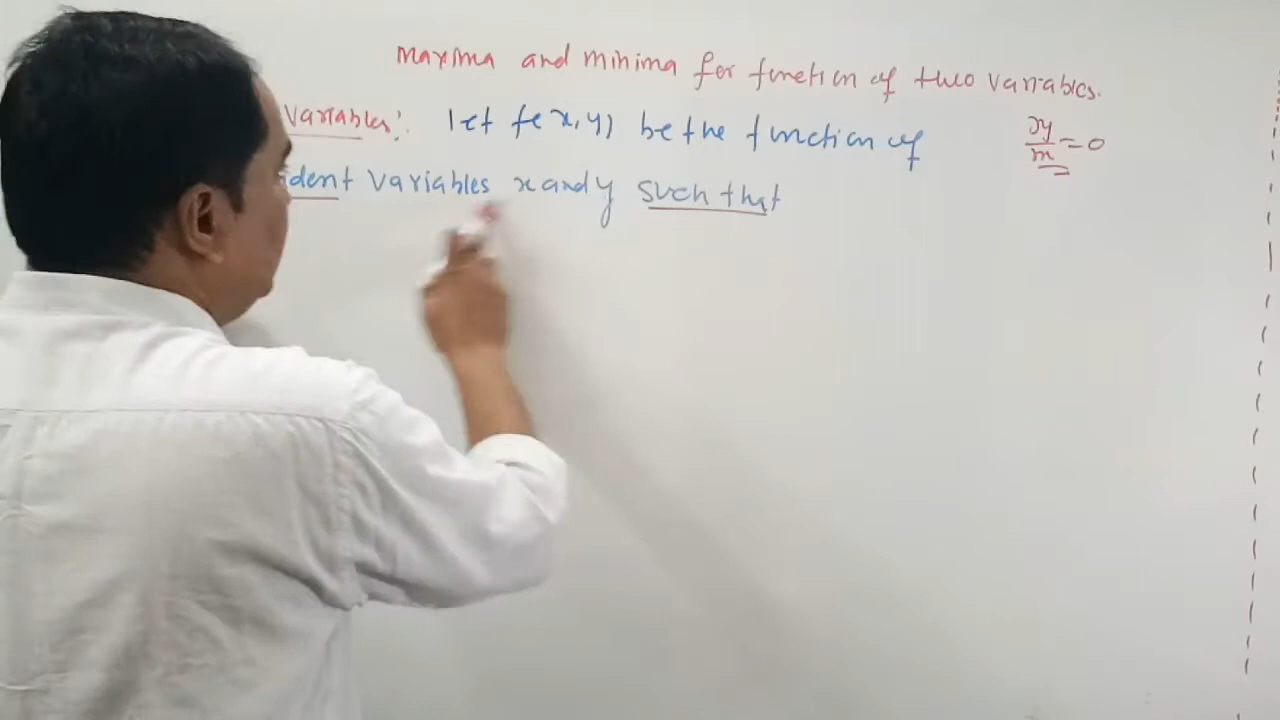 maxima and minima for function of two variables.
variables:. let f(x,y) be the function of
dent variables x and y such that
∂y/∂x = 0